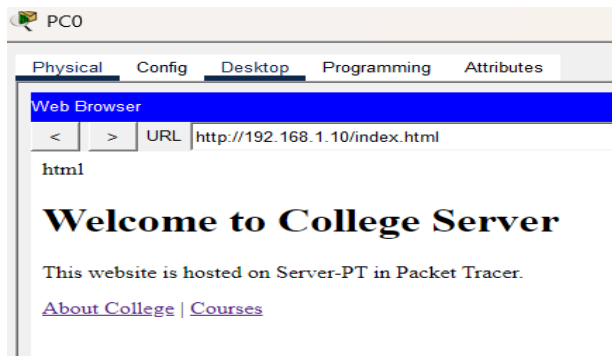 PC0
Physical Config Desktop Programming Attributes
Web Browser
< > URL http://192.168.1.10/index.html
html
Welcome to College Server
This website is hosted on Server-PT in Packet Tracer.
About College | Courses